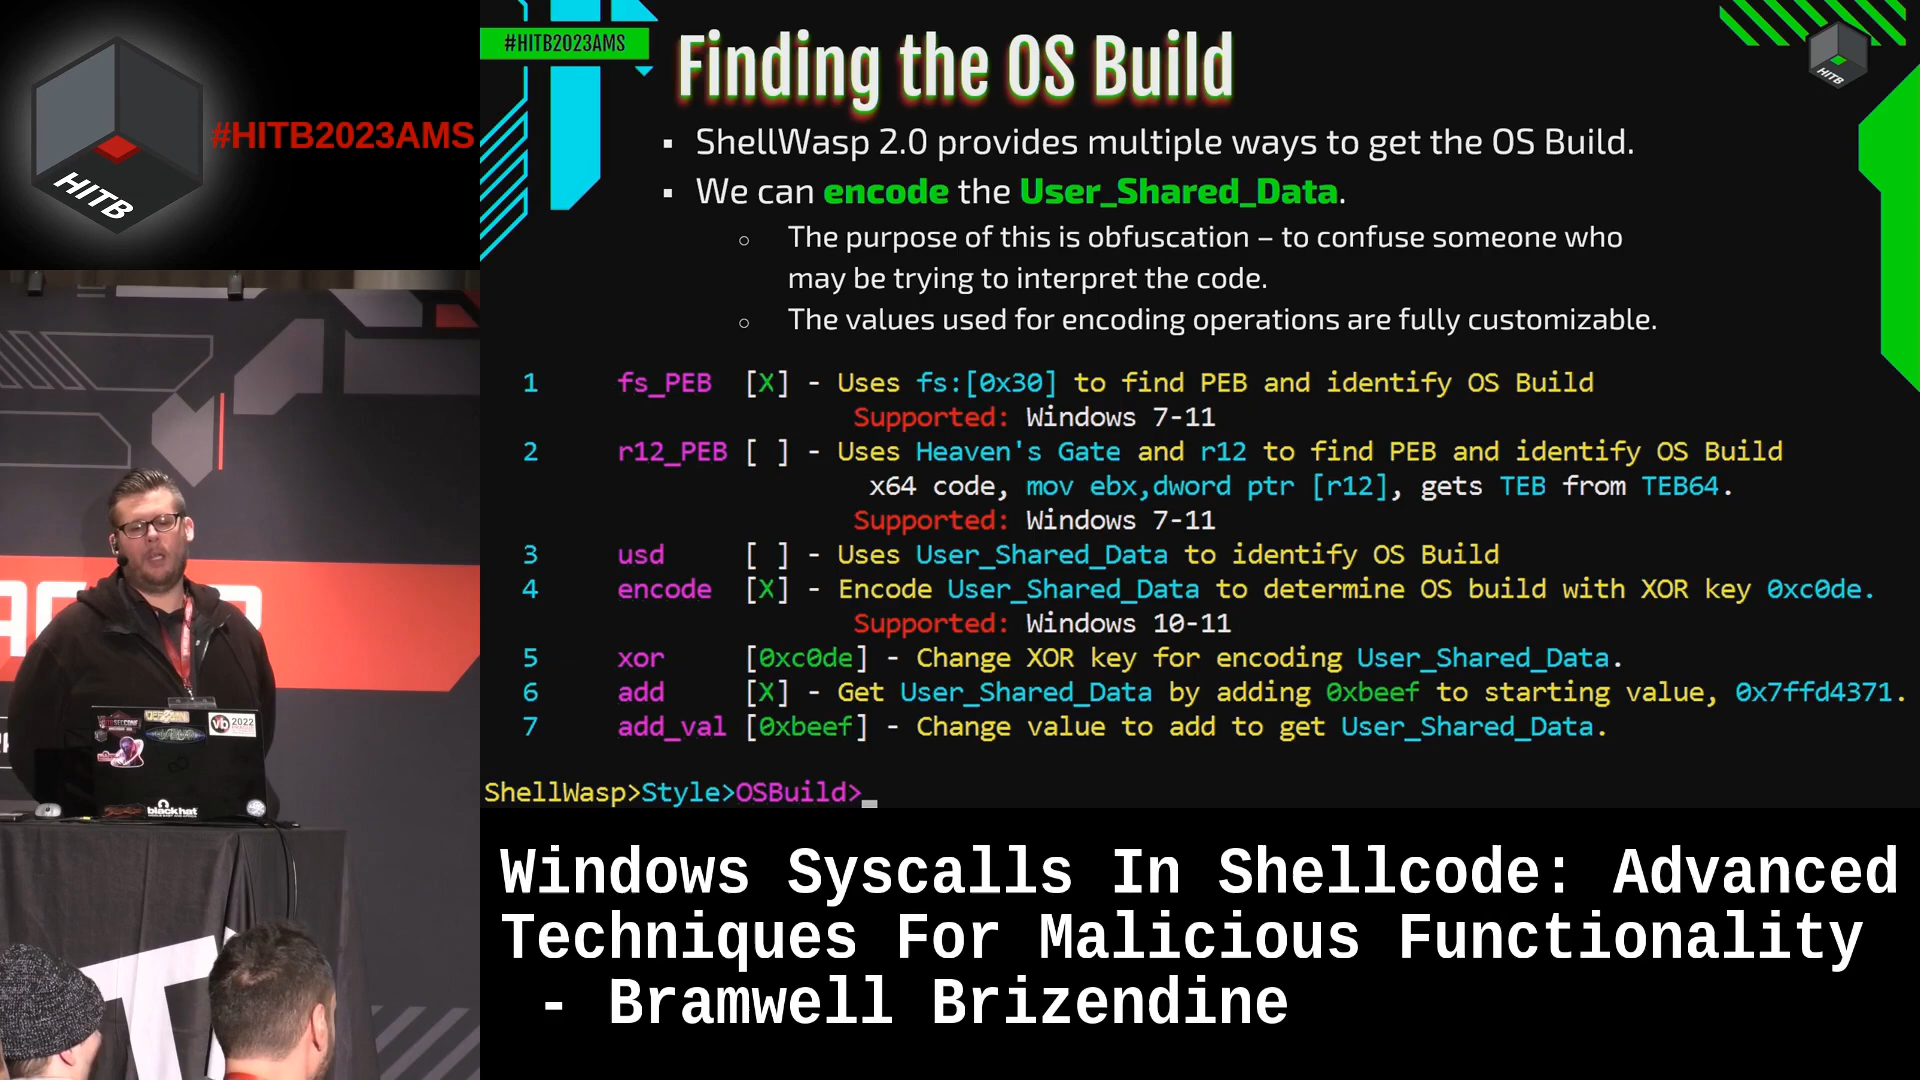 #HITB2023AMS
HITB
#HITB2023AMS
Finding the OS Build
HITB
▪ ShellWasp 2.0 provides multiple ways to get the OS Build.
▪ We can encode the User_Shared_Data.
○ The purpose of this is obfuscation – to confuse someone who
may be trying to interpret the code.
○ The values used for encoding operations are fully customizable.
1 fs_PEB [X] - Uses fs:[0x30] to find PEB and identify OS Build
Supported: Windows 7-11
2 r12_PEB [ ] - Uses Heaven's Gate and r12 to find PEB and identify OS Build
x64 code, mov ebx,dword ptr [r12], gets TEB from TEB64.
Supported: Windows 7-11
3 usd [ ] - Uses User_Shared_Data to identify OS Build
4 encode [X] - Encode User_Shared_Data to determine OS build with XOR key 0xc0de.
Supported: Windows 10-11
5 xor [0xc0de] - Change XOR key for encoding User_Shared_Data.
6 add [X] - Get User_Shared_Data by adding 0xbeef to starting value, 0x7ffd4371.
7 add_val [0xbeef] - Change value to add to get User_Shared_Data.
ShellWasp>Style>OSBuild>_
vb 2022
black hat
Windows Syscalls In Shellcode: Advanced
Techniques For Malicious Functionality
- Bramwell Brizendine